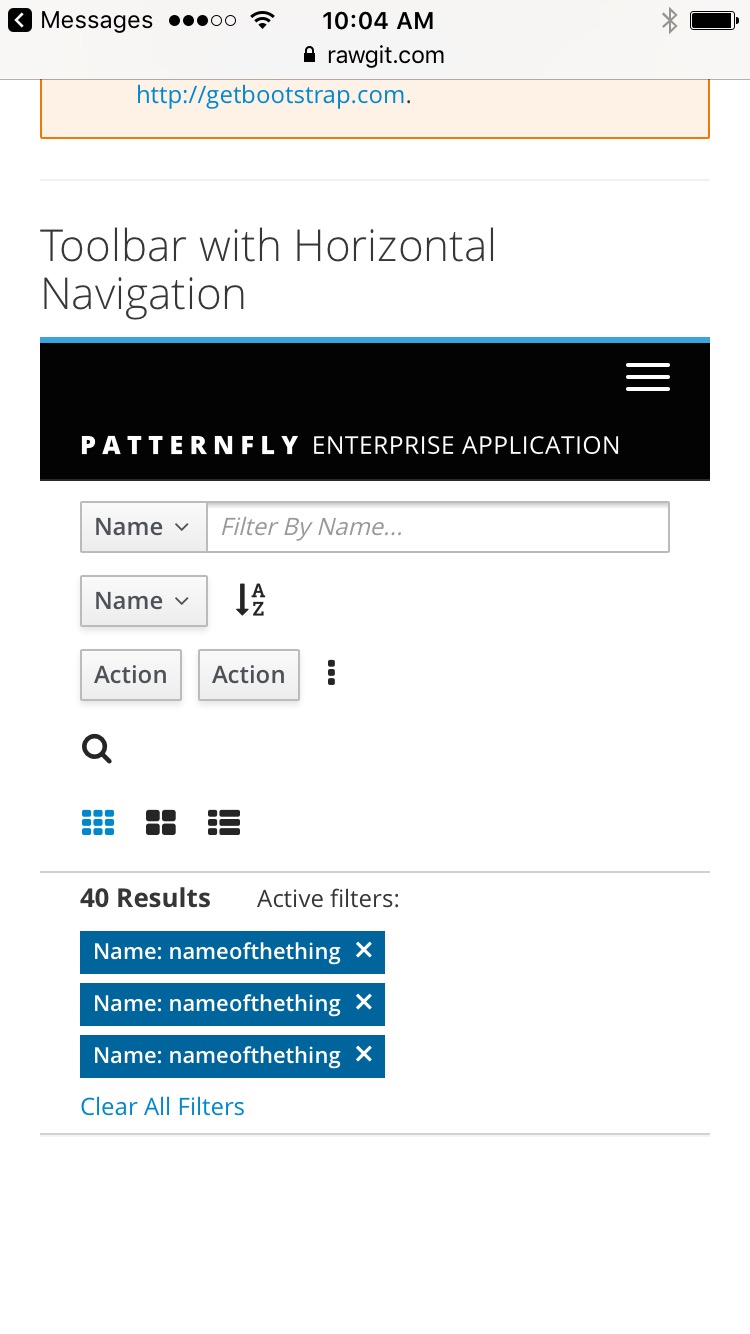 Messages 10:04 AM
rawgit.com
http://getbootstrap.com.
Toolbar with Horizontal
Navigation
PATTERNFLY ENTERPRISE APPLICATION
Name Filter By Name...
Name A
Z
Action Action
40 Results Active filters:
Name: nameofthething ×
Name: nameofthething ×
Name: nameofthething ×
Clear All Filters